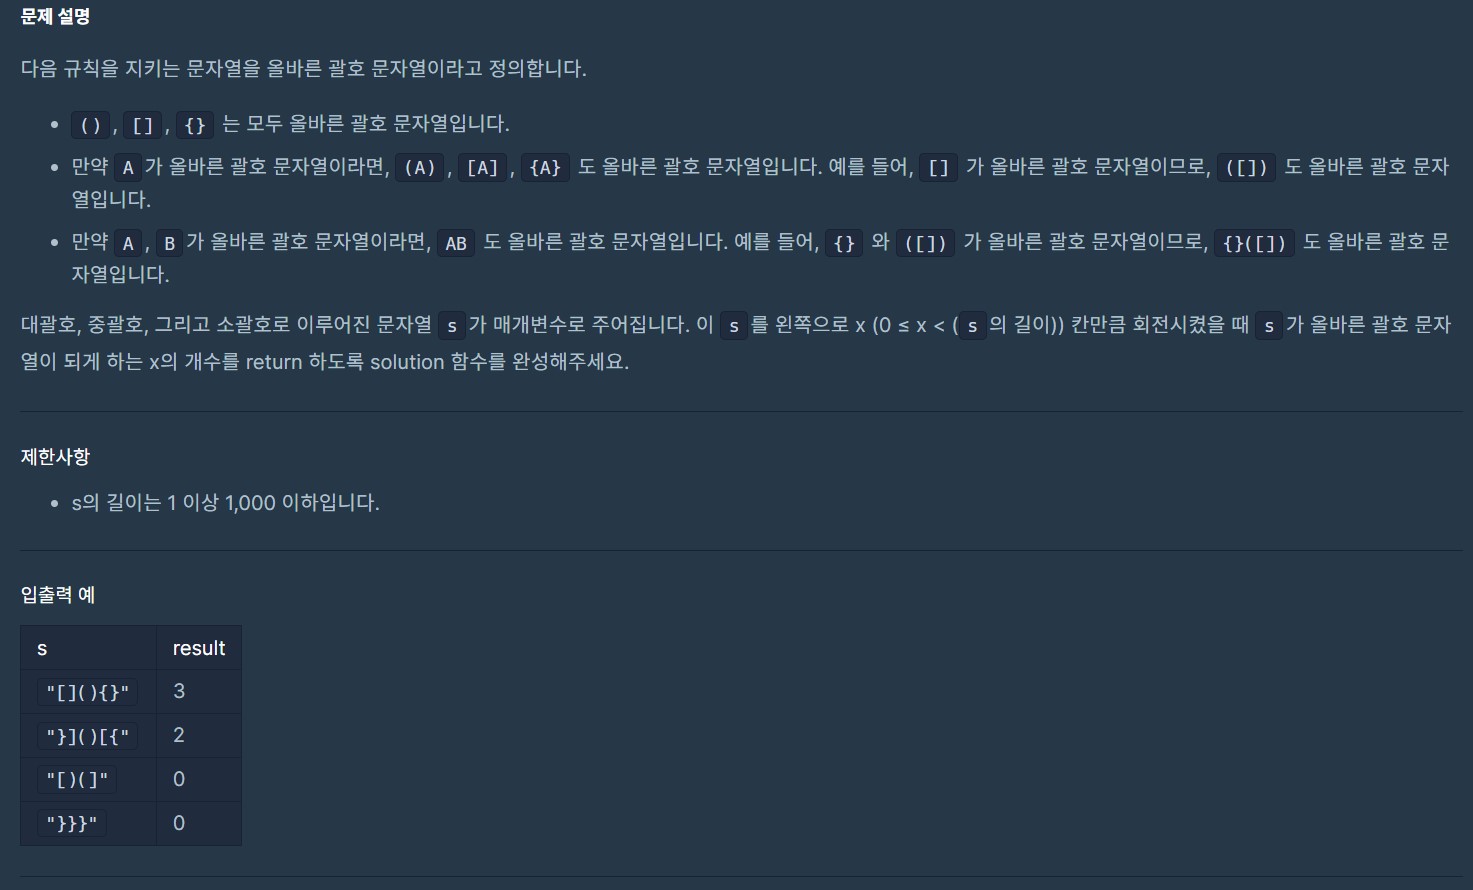 문제 설명
다음 규칙을 지키는 문자열을 올바른 괄호 문자열이라고 정의합니다.
• (), [], {} 는 모두 올바른 괄호 문자열입니다.
• 만약 A가 올바른 괄호 문자열이라면, (A), [A], {A} 도 올바른 괄호 문자열입니다. 예를 들어, [] 가 올바른 괄호 문자열이므로, ([]) 도 올바른 괄호 문자
열입니다.
• 만약 A, B가 올바른 괄호 문자열이라면, AB 도 올바른 괄호 문자열입니다. 예를 들어, {} 와 ([]) 가 올바른 괄호 문자열이므로, {}([]) 도 올바른 괄호 문
자열입니다.
대괄호, 중괄호, 그리고 소괄호로 이루어진 문자열 s가 매개변수로 주어집니다. 이 s를 왼쪽으로 x (0 ≤ x < (s의 길이)) 칸만큼 회전시켰을 때 s가 올바른 괄호 문자
열이 되게 하는 x의 개수를 return 하도록 solution 함수를 완성해주세요.
제한사항
• s의 길이는 1 이상 1,000 이하입니다.
입출력 예
s result
"[](){}" 3
"}]()[{" 2
"[)(]" 0
"}}}" 0